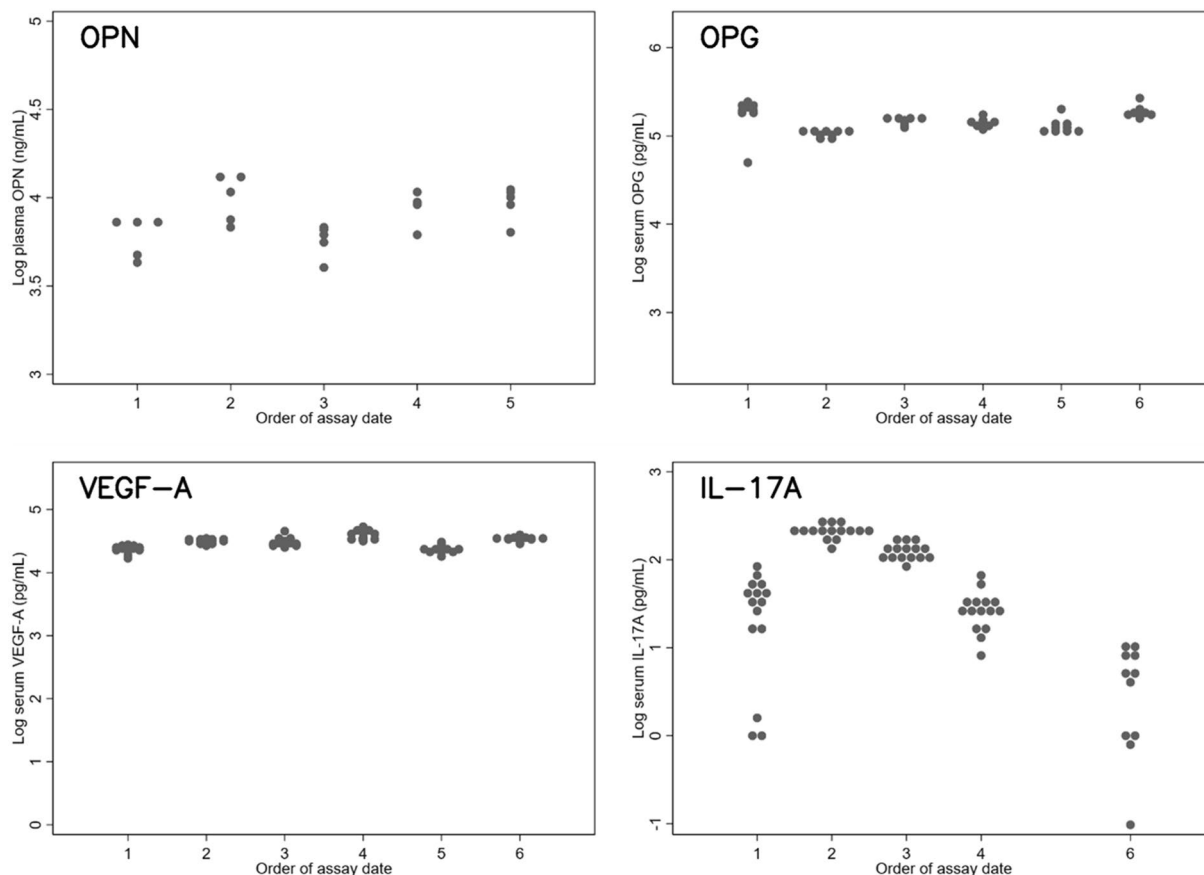 OPN
Log plasma OPN (ng/mL)
5
4.5
4
3.5
3
1 2 3 4 5
Order of assay date
OPG
Log serum OPG (pg/mL)
6
5
4
3
1 2 3 4 5 6
Order of assay date
VEGF-A
Log serum VEGF-A (pg/mL)
5
4
3
2
1
0
1 2 3 4 5 6
Order of assay date
IL-17A
Log serum IL-17A (pg/mL)
3
2
1
0
-1
1 2 3 4 6
Order of assay date